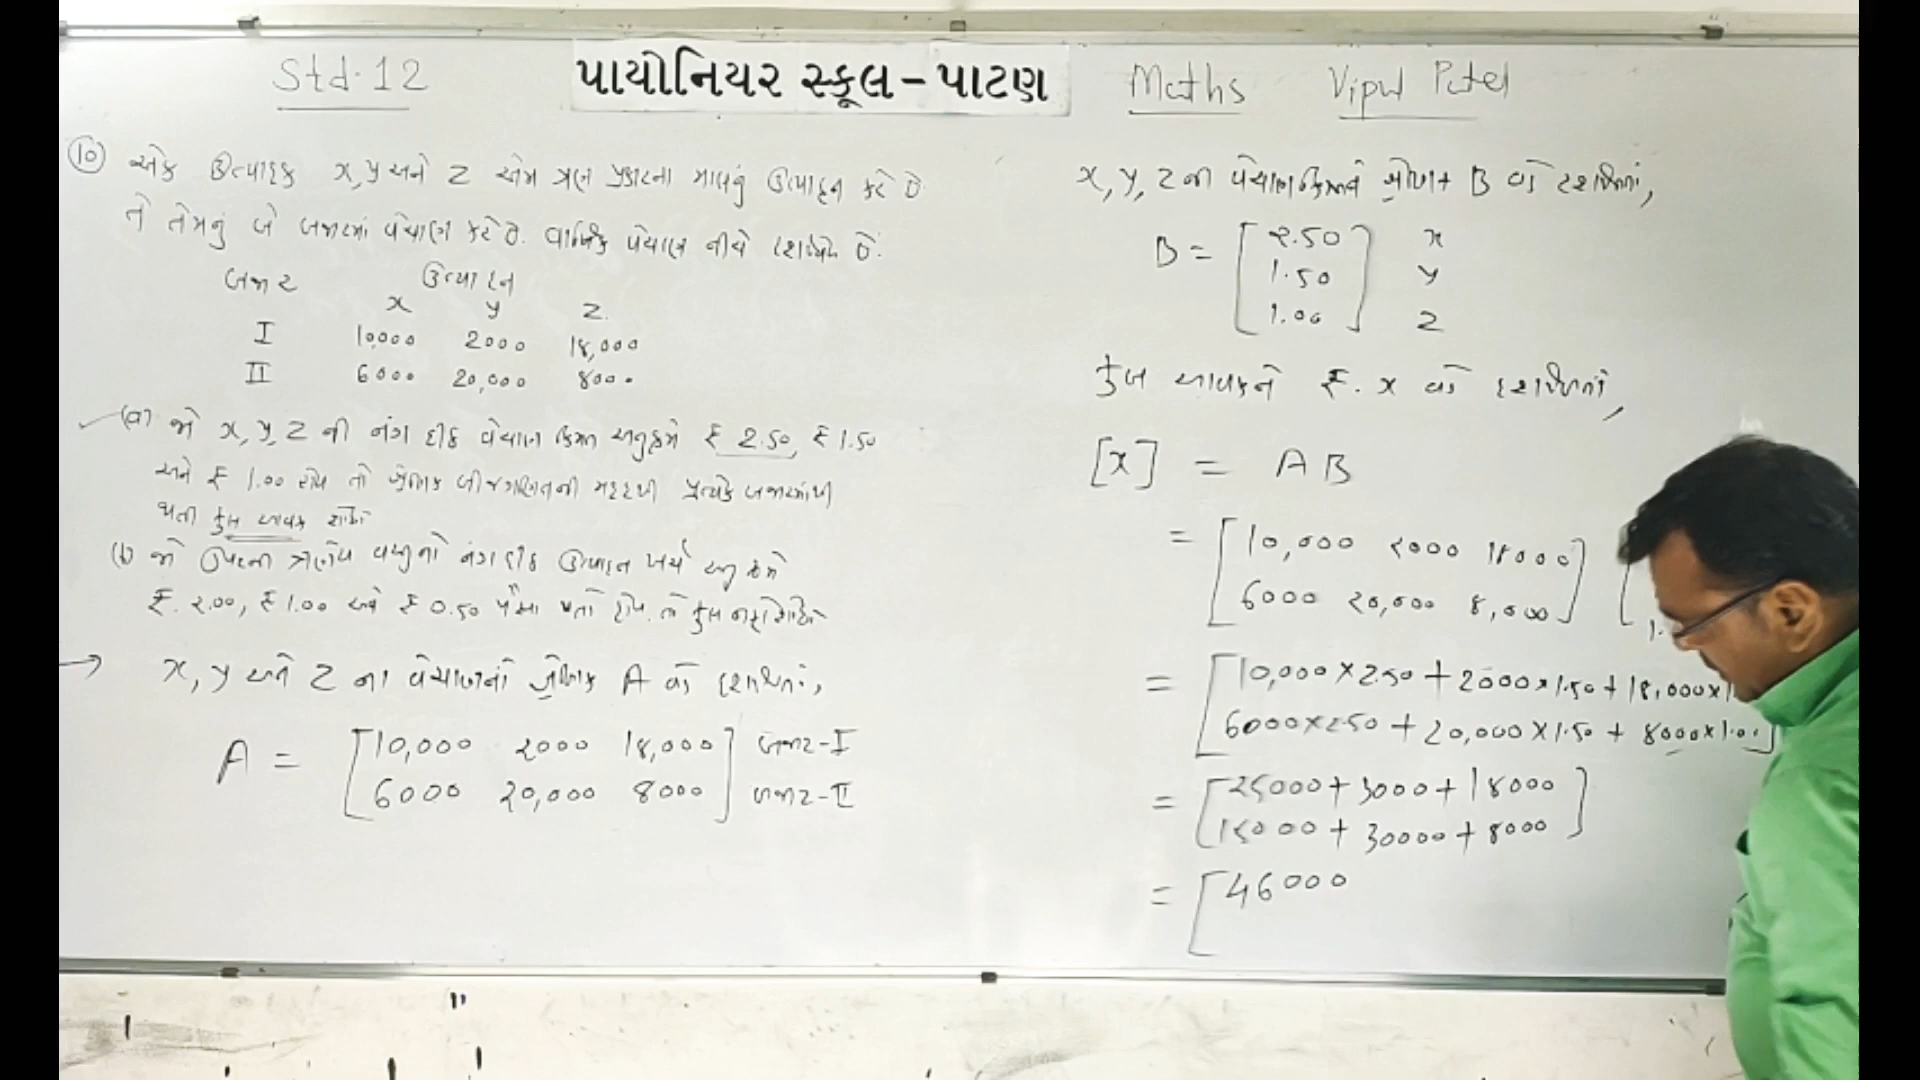 Std.12
પાયોનિયર સ્કૂલ – પાટણ
Maths
Vipul Patel
(10) એક ઉત્પાદક x, y અને z એમ ત્રણ પ્રકારના માલનું ઉત્પાદન કરે છે
ને તેમનું બે બજારમાં વેચાણ કરે છે. વાર્ષિક વેચાણ નીચે દર્શાવેલ છે.
બજાર ઉત્પાદન
x y z
I 10,000 2000 18,000
II 6000 20,000 8000
(a) જો x, y, z ની નંગ દીઠ વેચાણ કિંમત અનુક્રમે ₹ 2.50, ₹ 1.50
અને ₹ 1.00 હોય તો શ્રેણિક બીજગણિતની મદદથી પ્રત્યેક બજારમાંથી
થતી કુલ આવક શોધો
(b) જો ઉપરની ત્રણેય વસ્તુનો નંગ દીઠ ઉત્પાદન ખર્ચ અનુક્રમે
₹. 2.00, ₹ 1.00 અને ₹ 0.50 પૈસા થતો હોય તો કુલ નફો શોધો
→ x, y અને z ના વેચાણનો શ્રેણિક A વડે દર્શાવતાં,
A = [10,000 2000 18,000] બજાર-I
[6000 20,000 8000] બજાર-II
x, y, z ની વેચાણ કિંમતને શ્રેણિક B વડે દર્શાવતાં,
B = [2.50] x
[1.50] y
[1.00] z
કુલ આવકને ₹. x વડે દર્શાવતાં,
[x] = AB
= [10,000 2000 18000] [
[6000 20,000 8,000] [1.
= [10,000×2.50 + 2000×1.50 + 18,000×1
[6000×2.50 + 20,000×1.50 + 8000×1.00]
= [25000 + 3000 + 18000]
[15000 + 30000 + 8000]
= [46000